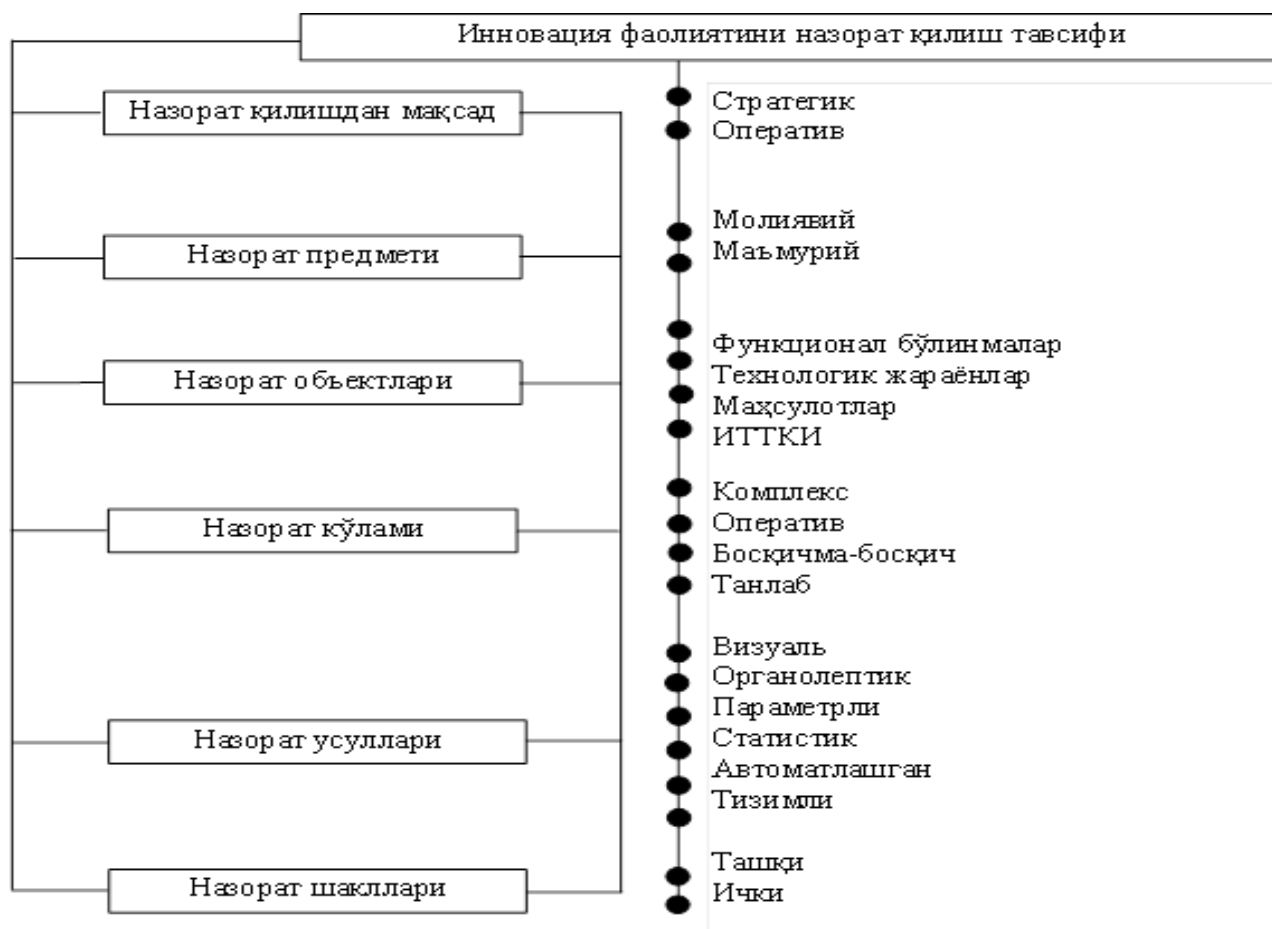 Инновация фаолиятини назорат қилиш тавсифи
Назорат қилишдан мақсад
Стратегик
Оператив
Назорат предмети
Молиявий
Маъмурий
Назорат объектлари
Функционал бўлинмалар
Технологик жараёнлар
Маҳсулотлар
ИТТКИ
Назорат кўлами
Комплекс
Оператив
Босқичма-босқич
Танлаб
Назорат усуллари
Визуаль
Органолептик
Параметрли
Статистик
Автоматлашган
Тизимли
Назорат шакллари
Ташқи
Ички